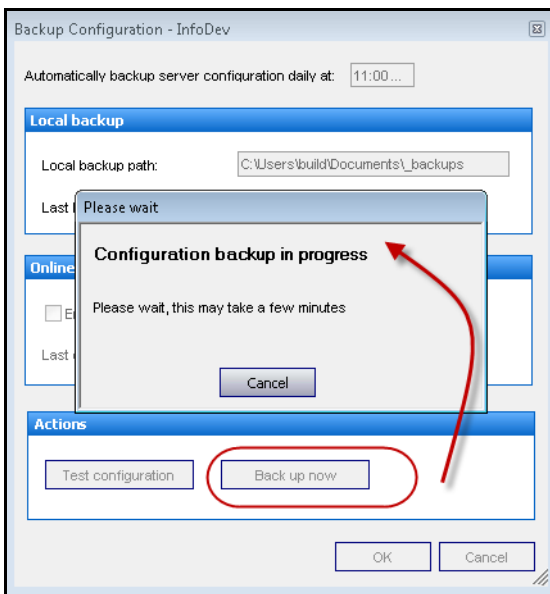 Backup Configuration - InfoDev
Automatically backup server configuration daily at: 11:00...
Local backup
Local backup path: C:\Users\build\Documents\_backups
Last
Please wait
Configuration backup in progress
Online
Please wait, this may take a few minutes
Last
Cancel
Actions
Test configuration Back up now
OK Cancel